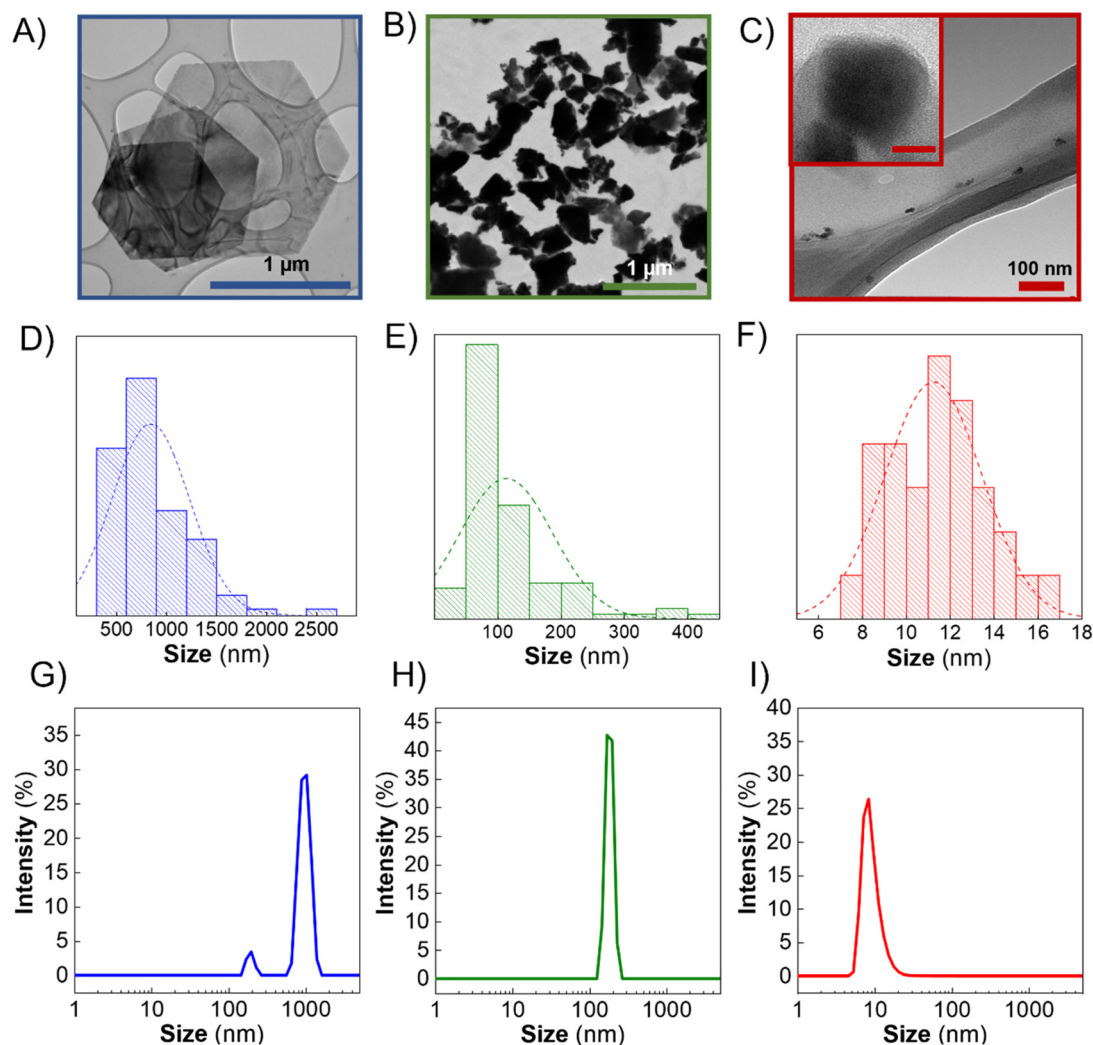 A)
B)
C)
1 µm
1 µm
100 nm
D)
E)
F)
500 1000 1500 2000 2500
100 200 300 400
6 8 10 12 14 16 18
Size (nm)
Size (nm)
Size (nm)
G)
H)
I)
Intensity (%)
35
30
25
20
15
10
5
0
1 10 100 1000
Size (nm)
Intensity (%)
45
40
35
30
25
20
15
10
5
0
1 10 100 1000
Size (nm)
Intensity (%)
40
35
30
25
20
15
10
5
0
1 10 100 1000
Size (nm)